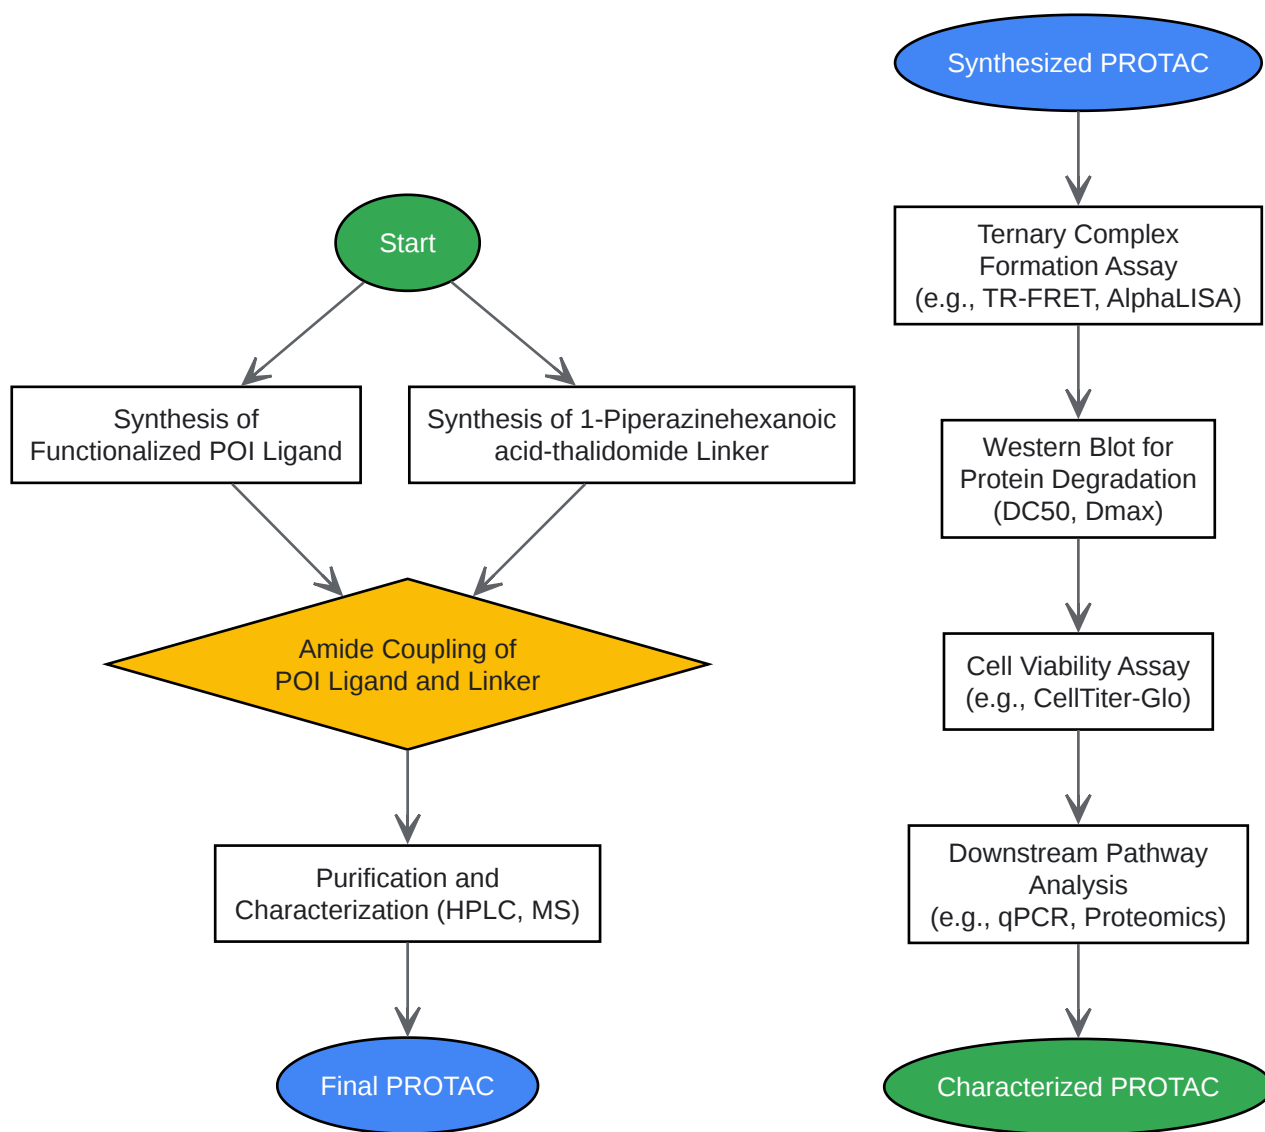 Start
Synthesis of
Functionalized POI Ligand
Synthesis of 1-Piperazinehexanoic
acid-thalidomide Linker
Amide Coupling of
POI Ligand and Linker
Purification and
Characterization (HPLC, MS)
Final PROTAC
Synthesized PROTAC
Ternary Complex
Formation Assay
(e.g., TR-FRET, AlphaLISA)
Western Blot for
Protein Degradation
(DC50, Dmax)
Cell Viability Assay
(e.g., CellTiter-Glo)
Downstream Pathway
Analysis
(e.g., qPCR, Proteomics)
Characterized PROTAC